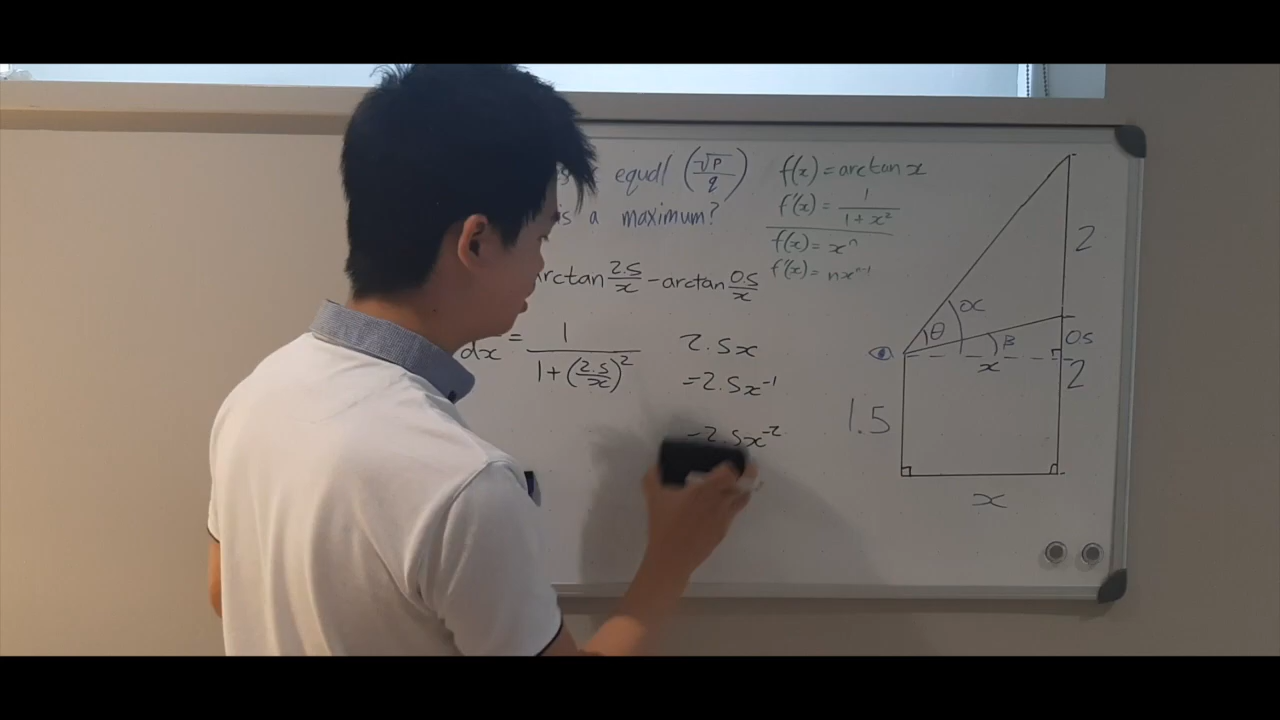 equal (√p/q)
is a maximum?
f(x) = arctan x
f'(x) = 1/(1 + x²)
f(x) = xⁿ
f'(x) = nxⁿ⁻¹
arctan 2.5/x − arctan 0.5/x
dx = 1/(1 + (2.5/x)²)
2.5x
= 2.5x⁻¹
−2.5x⁻²
2
α
θ
β
0.5
x
2
1.5
x